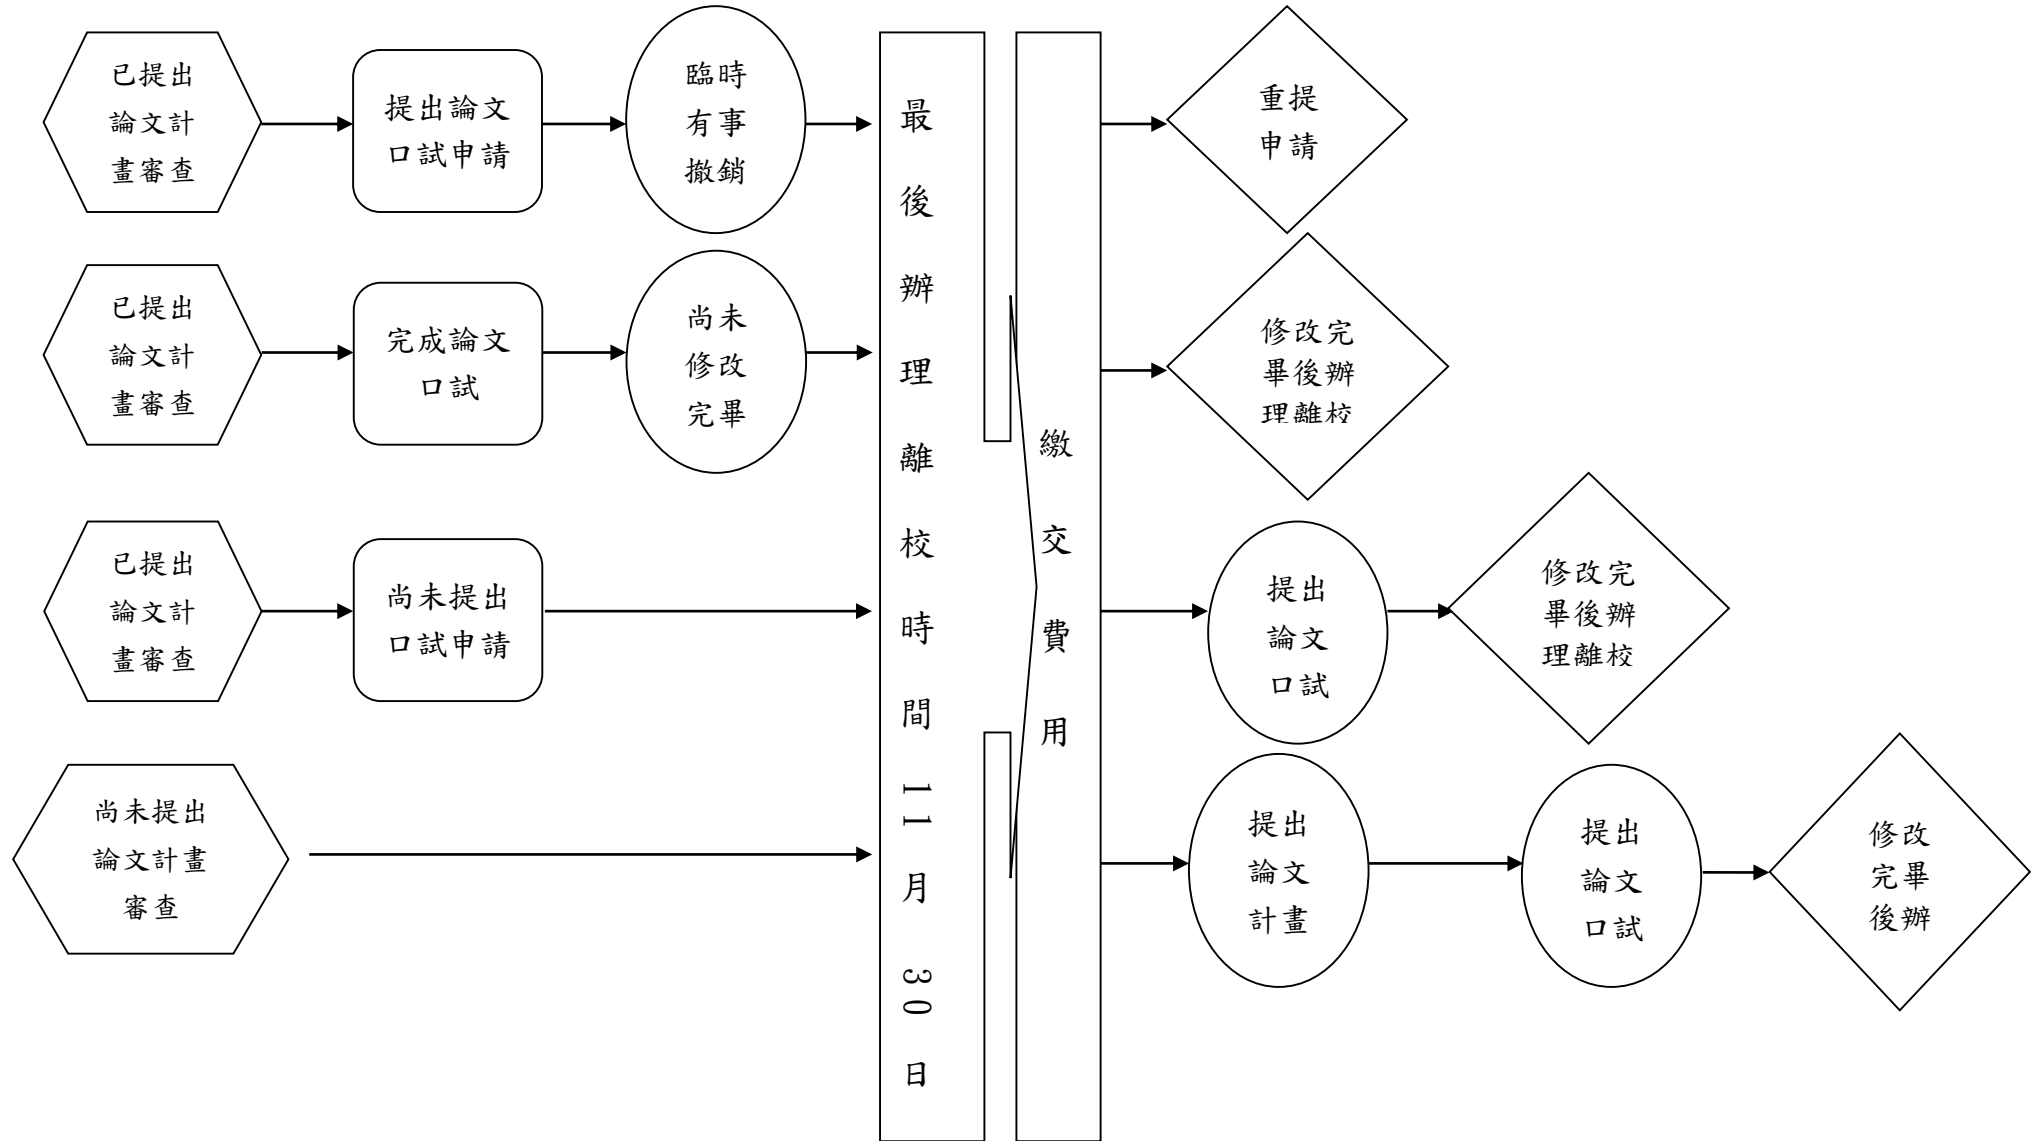 已提出
論文計
畫審查
提出論文
口試申請
臨時
有事
撤銷
已提出
論文計
畫審查
完成論文
口試
尚未
修改
完畢
已提出
論文計
畫審查
尚未提出
口試申請
尚未提出
論文計畫
審查
最後辦理離校時間11月30日
繳交費用
重提
申請
修改完
畢後辦
理離校
提出
論文
口試
修改完
畢後辦
理離校
提出
論文
計畫
提出
論文
口試
修改
完畢
後辦